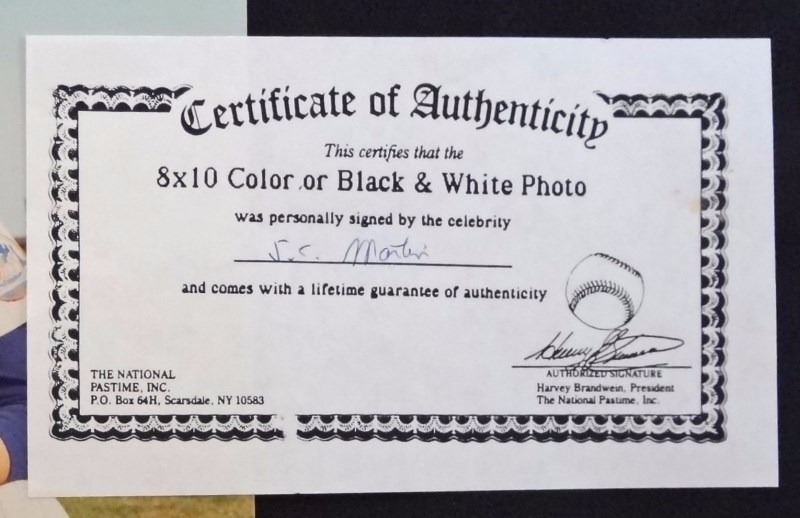 Certificate of Authenticity
This certifies that the
8x10 Color or Black & White Photo
was personally signed by the celebrity
J.C. Martin
and comes with a lifetime guarantee of authenticity
THE NATIONAL
PASTIME, INC.
P.O. Box 64H, Scarsdale, NY 10583
AUTHORIZED SIGNATURE
Harvey Brandwein, President
The National Pastime, Inc.